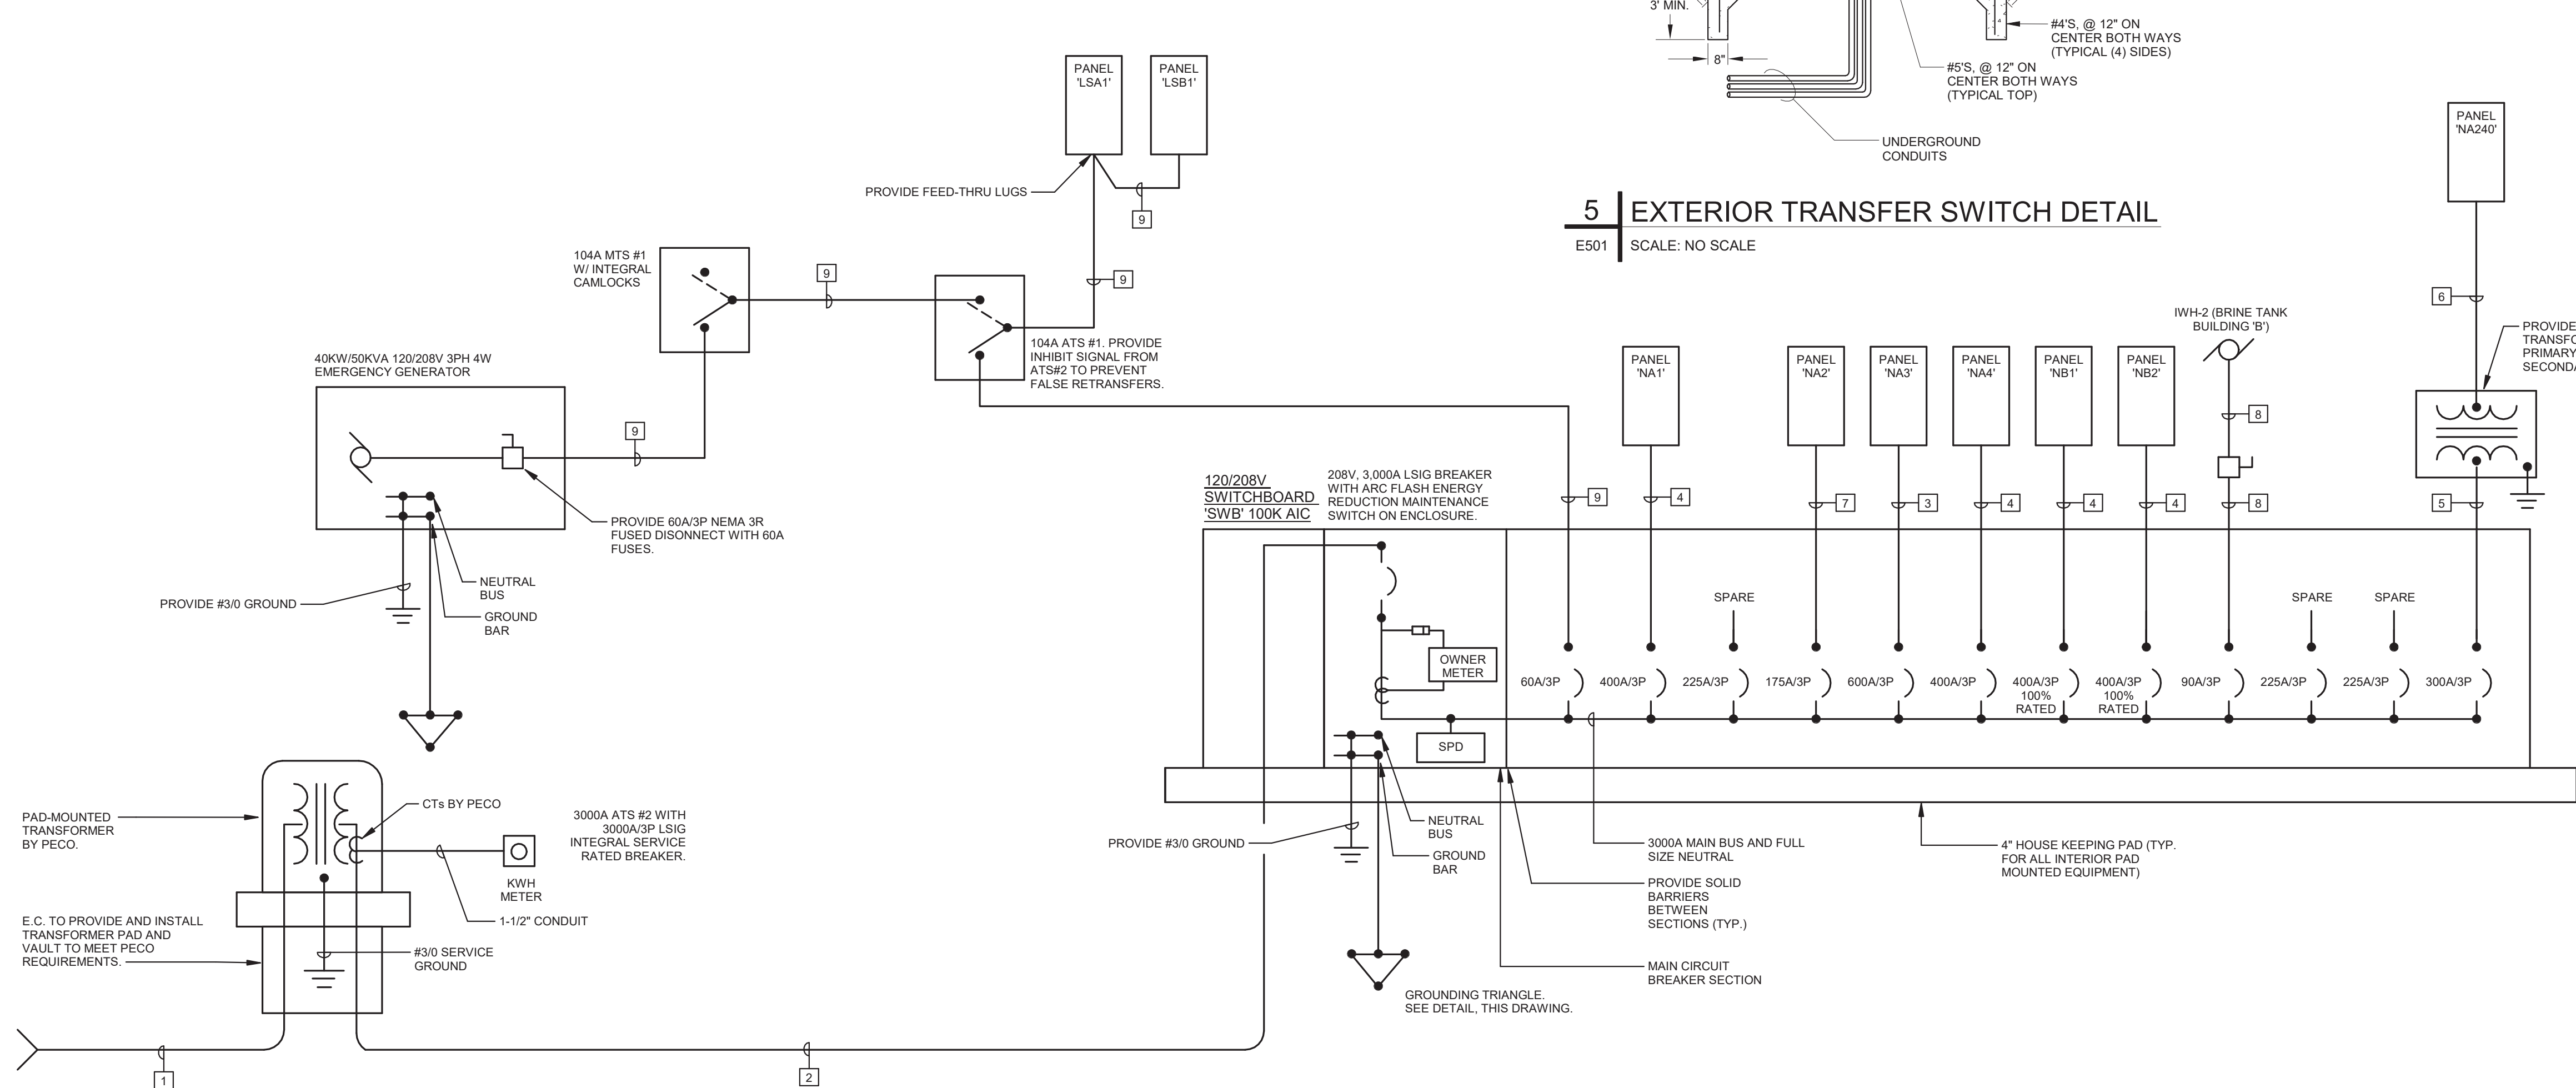 3' MIN.
8"
#4'S, @ 12" ON
CENTER BOTH WAYS
(TYPICAL (4) SIDES)
#5'S, @ 12" ON
CENTER BOTH WAYS
(TYPICAL TOP)
UNDERGROUND
CONDUITS
5
EXTERIOR TRANSFER SWITCH DETAIL
E501
SCALE: NO SCALE
PANEL
'LSA1'
PANEL
'LSB1'
PROVIDE FEED-THRU LUGS
9
9
104A MTS #1
W/ INTEGRAL
CAMLOCKS
9
104A ATS #1. PROVIDE
INHIBIT SIGNAL FROM
ATS#2 TO PREVENT
FALSE RETRANSFERS.
40KW/50KVA 120/208V 3PH 4W
EMERGENCY GENERATOR
9
PROVIDE 60A/3P NEMA 3R
FUSED DISONNECT WITH 60A
FUSES.
NEUTRAL
BUS
PROVIDE #3/0 GROUND
GROUND
BAR
PANEL
'NA240'
6
PROVIDE
PRIMARY
IWH-2 (BRINE TANK
BUILDING 'B')
8
PANEL
'NA1'
PANEL
'NA2'
PANEL
'NA3'
PANEL
'NA4'
PANEL
'NB1'
PANEL
'NB2'
120/208V
SWITCHBOARD
'SWB' 100K AIC
208V, 3,000A LSIG BREAKER
WITH ARC FLASH ENERGY
REDUCTION MAINTENANCE
SWITCH ON ENCLOSURE.
9
4
7
3
4
4
4
8
5
SPARE
SPARE
SPARE
OWNER
METER
60A/3P
400A/3P
225A/3P
175A/3P
600A/3P
400A/3P
400A/3P
100%
RATED
400A/3P
100%
RATED
90A/3P
225A/3P
225A/3P
300A/3P
SPD
PAD-MOUNTED
TRANSFORMER
BY PECO.
CTs BY PECO
3000A ATS #2 WITH
3000A/3P LSIG
INTEGRAL SERVICE
RATED BREAKER.
KWH
METER
1-1/2" CONDUIT
E.C. TO PROVIDE AND INSTALL
TRANSFORMER PAD AND
VAULT TO MEET PECO
REQUIREMENTS.
#3/0 SERVICE
GROUND
PROVIDE #3/0 GROUND
NEUTRAL
BUS
GROUND
BAR
3000A MAIN BUS AND FULL
SIZE NEUTRAL
PROVIDE SOLID
BARRIERS
BETWEEN
SECTIONS (TYP.)
MAIN CIRCUIT
BREAKER SECTION
4" HOUSE KEEPING PAD (TYP.
FOR ALL INTERIOR PAD
MOUNTED EQUIPMENT)
GROUNDING TRIANGLE.
SEE DETAIL, THIS DRAWING.
1
2